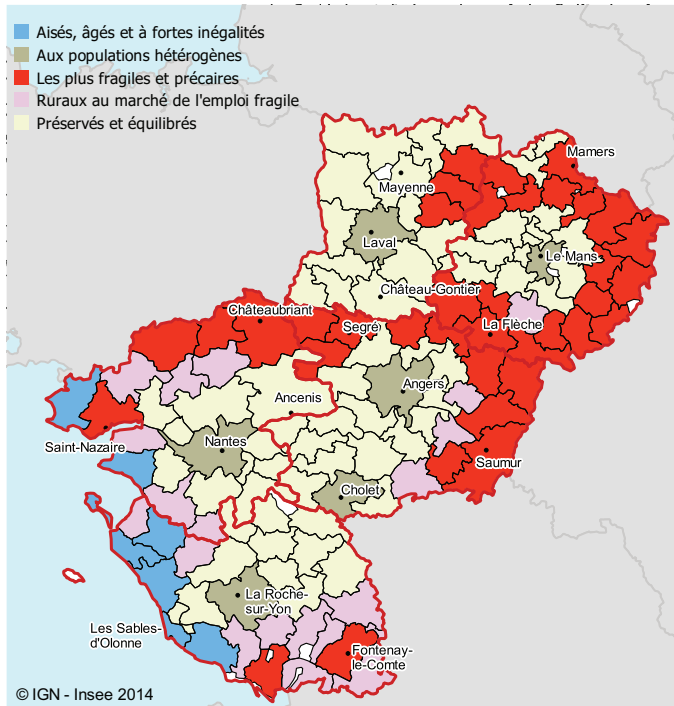 Aisés, âgés et à fortes inégalités
Aux populations hétérogènes
Les plus fragiles et précaires
Ruraux au marché de l'emploi fragile
Préservés et équilibrés
Mamers
Mayenne
Laval
Le Mans
Château-Gontier
Châteaubriant
Segré
La Flèche
Angers
Ancenis
Saint-Nazaire
Nantes
Saumur
Cholet
La Roche-
sur-Yon
Les Sables-
d'Olonne
Fontenay-
le-Comte
© IGN - Insee 2014